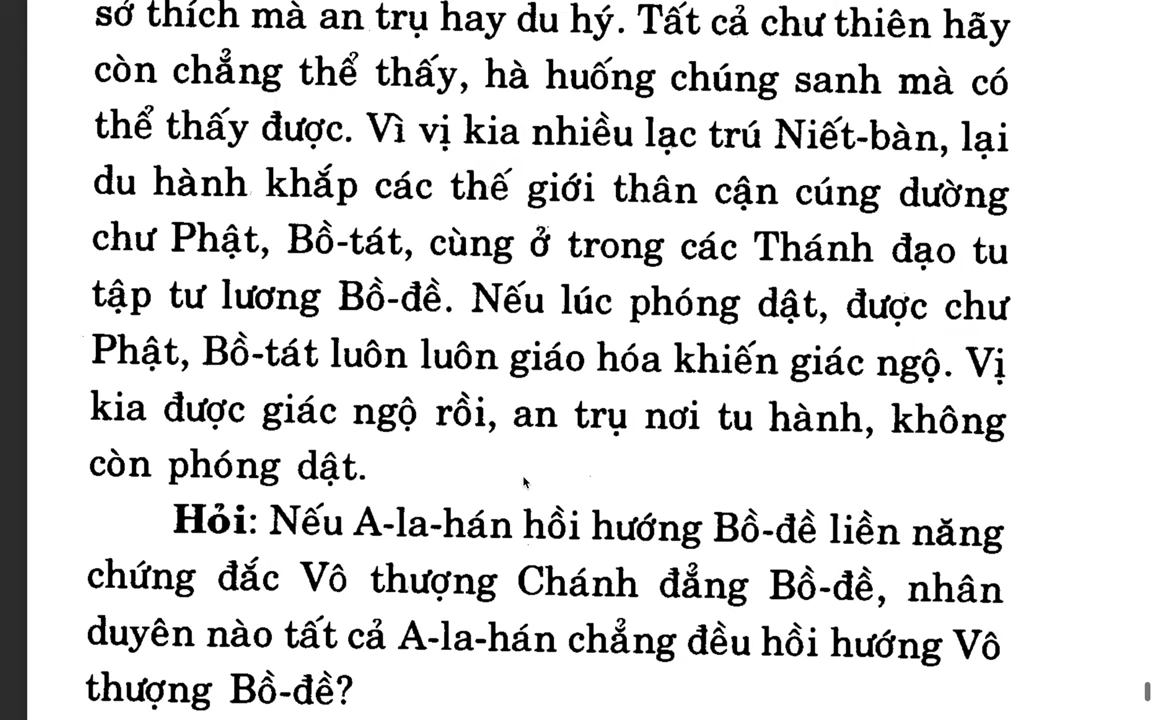 sở thích mà an trụ hay du hý. Tất cả chư thiên hãy
còn chẳng thể thấy, hà huống chúng sanh mà có
thể thấy được. Vì vị kia nhiều lạc trú Niết-bàn, lại
du hành khắp các thế giới thân cận cúng dường
chư Phật, Bồ-tát, cùng ở trong các Thánh đạo tu
tập tư lương Bồ-đề. Nếu lúc phóng dật, được chư
Phật, Bồ-tát luôn luôn giáo hóa khiến giác ngộ. Vị
kia được giác ngộ rồi, an trụ nơi tu hành, không
còn phóng dật.
Hỏi: Nếu A-la-hán hồi hướng Bồ-đề liền năng
chứng đắc Vô thượng Chánh đẳng Bồ-đề, nhân
duyên nào tất cả A-la-hán chẳng đều hồi hướng Vô
thượng Bồ-đề?